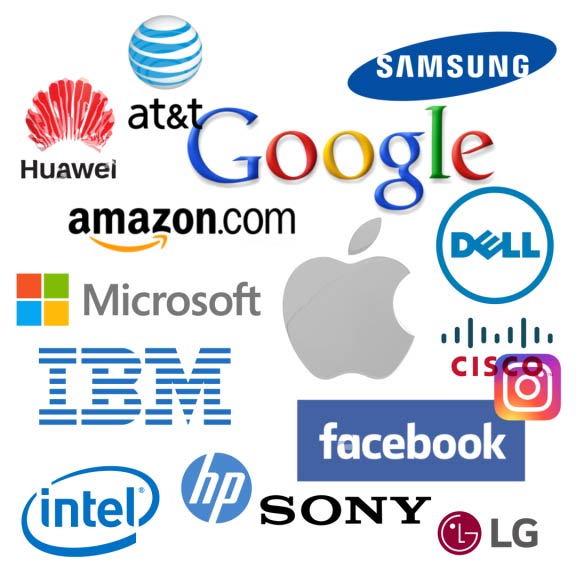 SAMSUNG
at&t
Huawei
Google
amazon.com
DELL
Microsoft
CISCO
IBM
facebook
intel
hp
SONY
LG